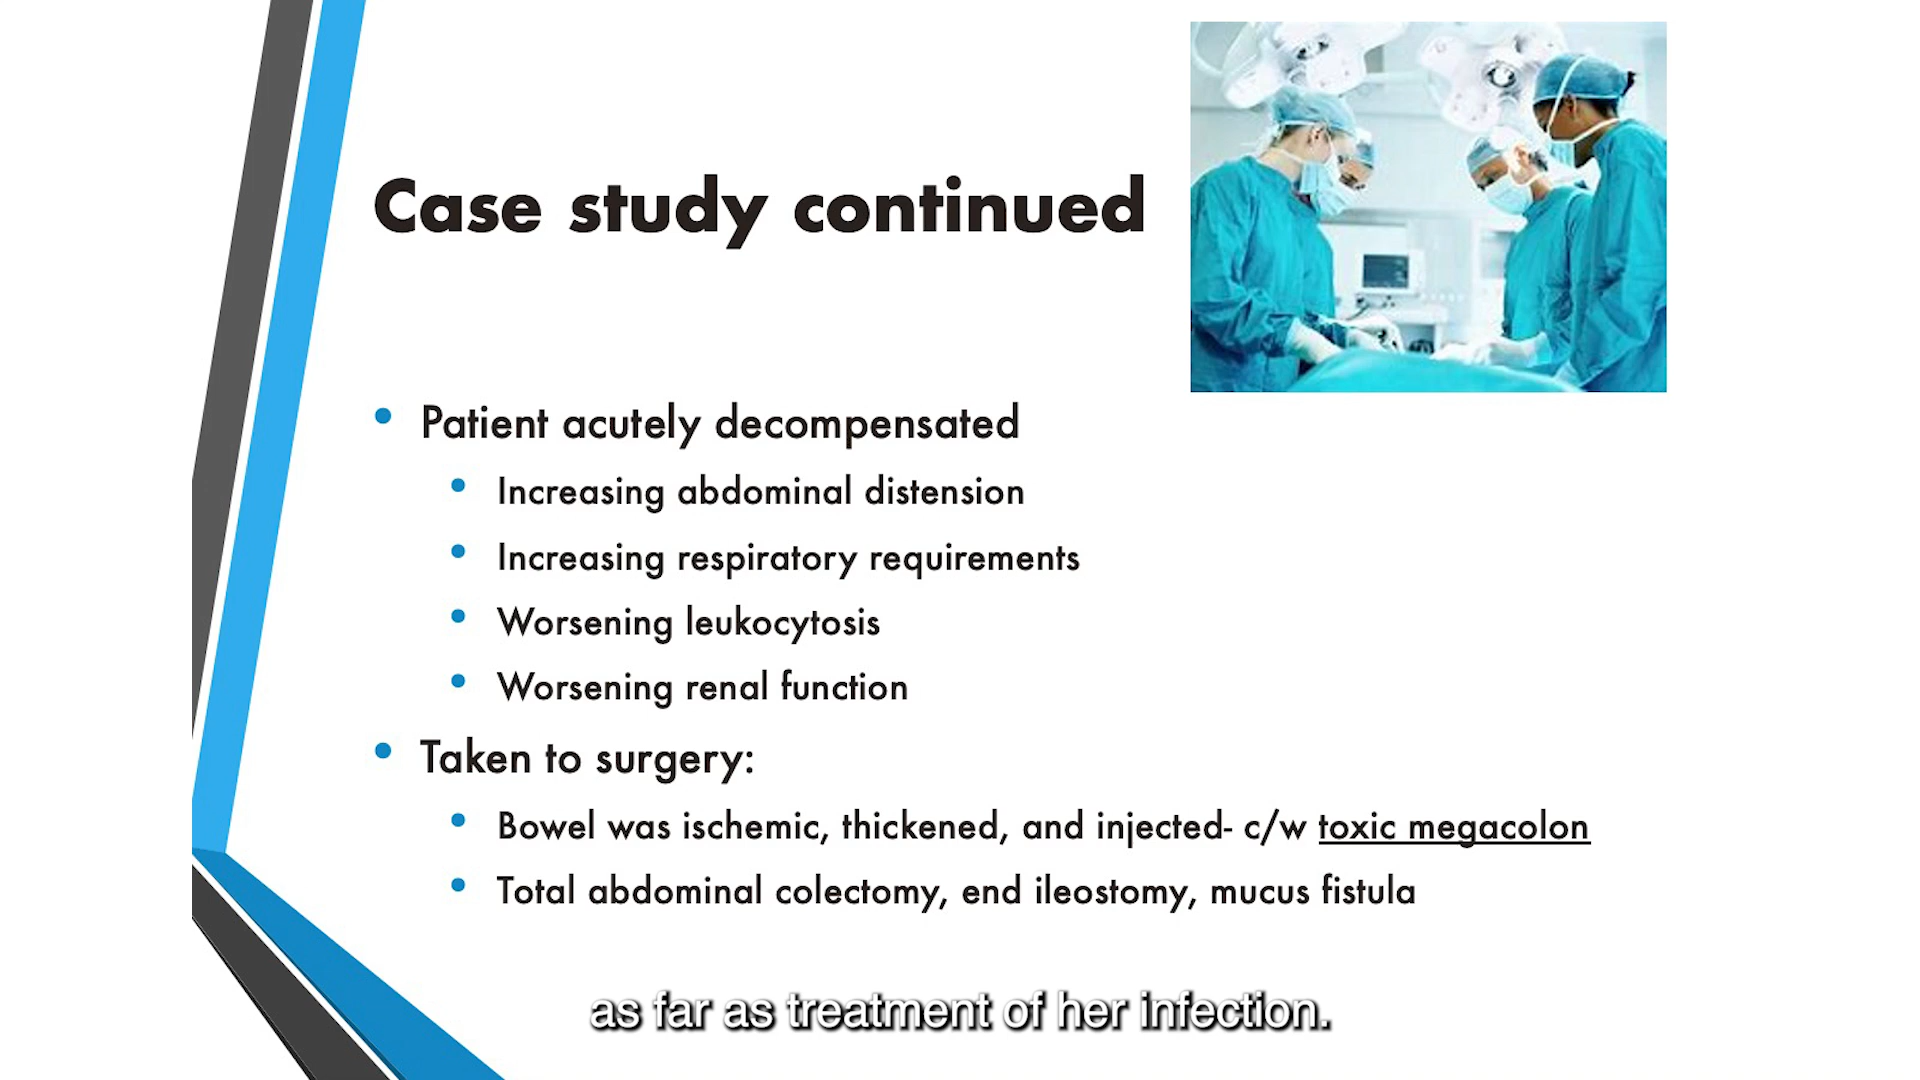 Case study continued
• Patient acutely decompensated
• Increasing abdominal distension
• Increasing respiratory requirements
• Worsening leukocytosis
• Worsening renal function
• Taken to surgery:
• Bowel was ischemic, thickened, and injected- c/w toxic megacolon
• Total abdominal colectomy, end ileostomy, mucus fistula
as far as treatment of her infection.